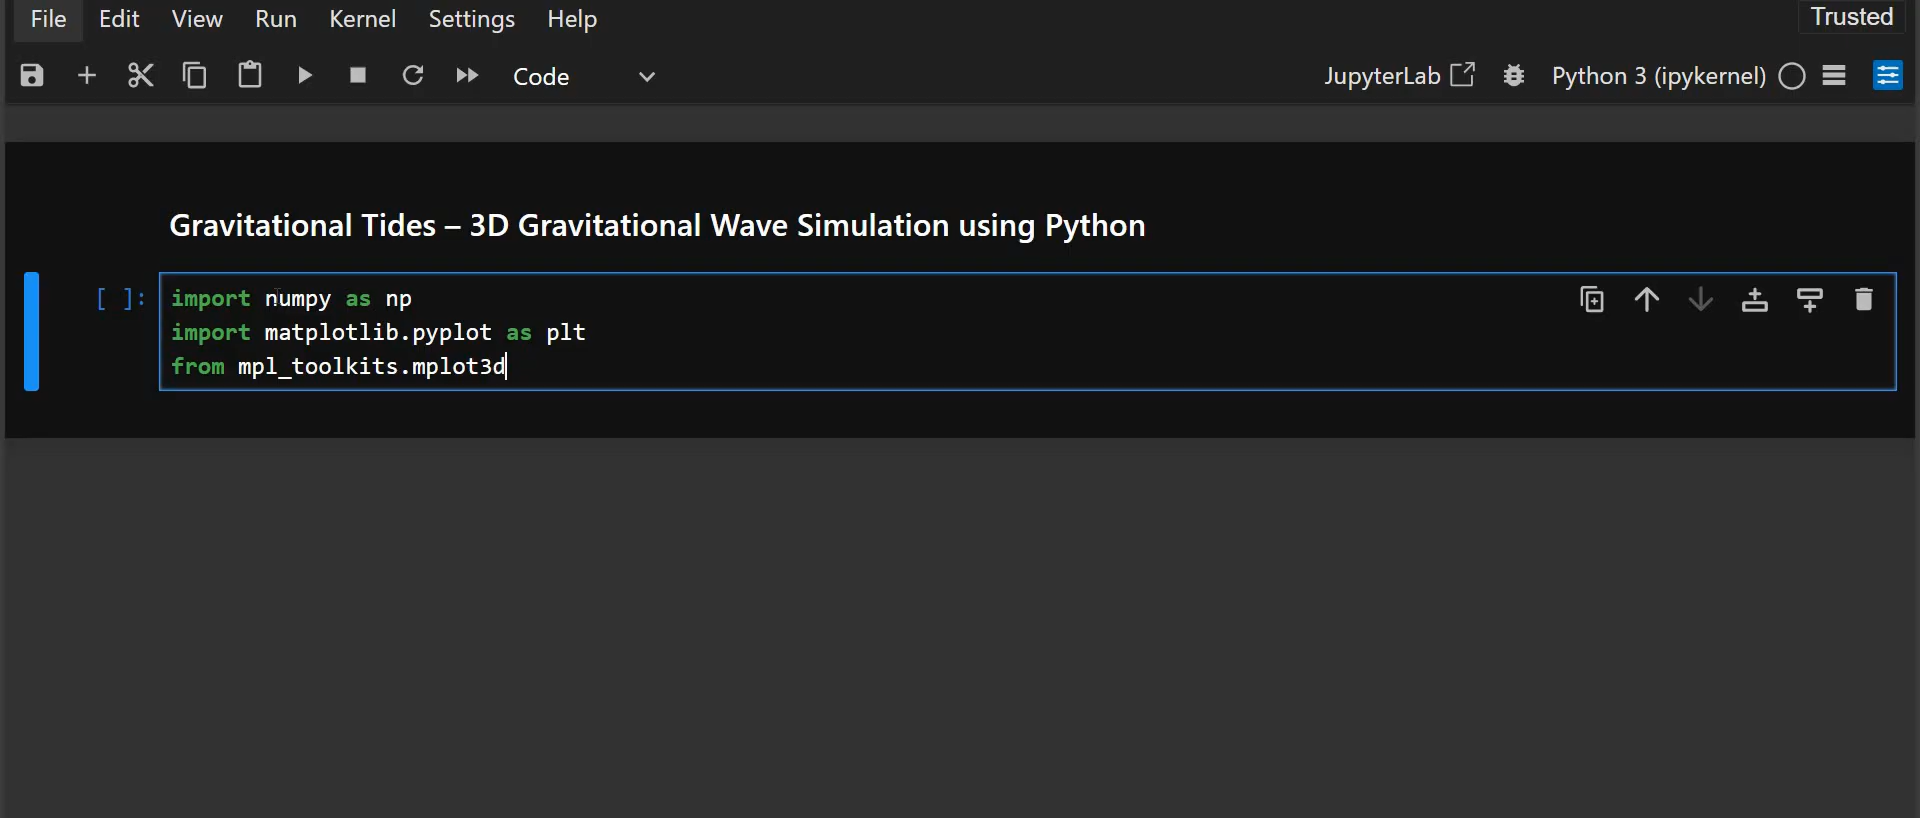 File Edit View Run Kernel Settings Help Trusted
Code JupyterLab Python 3 (ipykernel)
Gravitational Tides – 3D Gravitational Wave Simulation using Python
[ ]: import numpy as np
import matplotlib.pyplot as plt
from mpl_toolkits.mplot3d